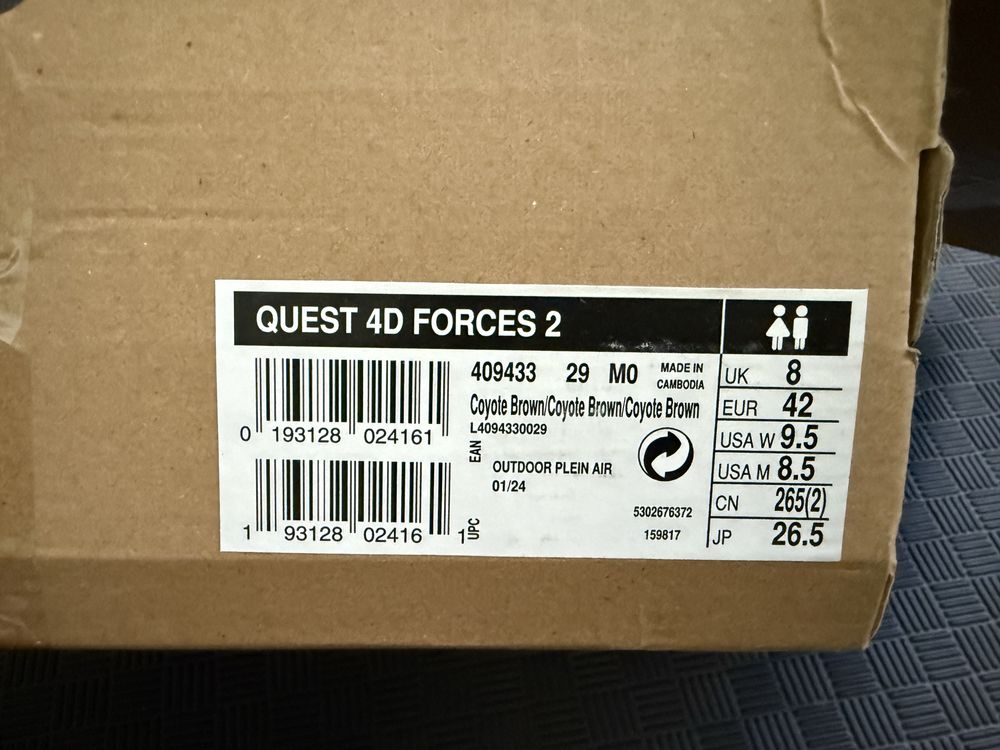 QUEST 4D FORCES 2
409433 29 M0 MADE IN CAMBODIA
Coyote Brown/Coyote Brown/Coyote Brown
L4094330029
0 193128 024161
EAN
OUTDOOR PLEIN AIR
01/24
5302676372
159817
1 93128 02416 1
UPC
UK 8
EUR 42
USA W 9.5
USA M 8.5
CN 265(2)
JP 26.5